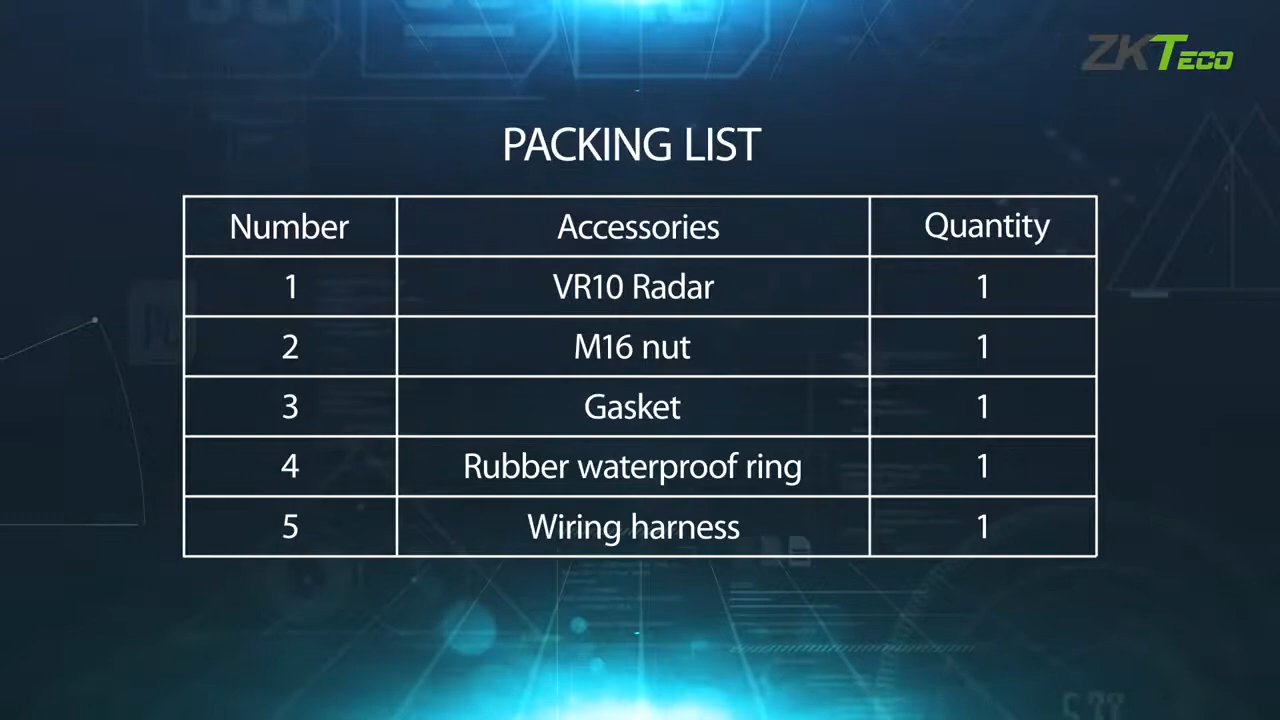 ZKTECO
PACKING LIST
Number Accessories Quantity
1 VR10 Radar 1
2 M16 nut 1
3 Gasket 1
4 Rubber waterproof ring 1
5 Wiring harness 1